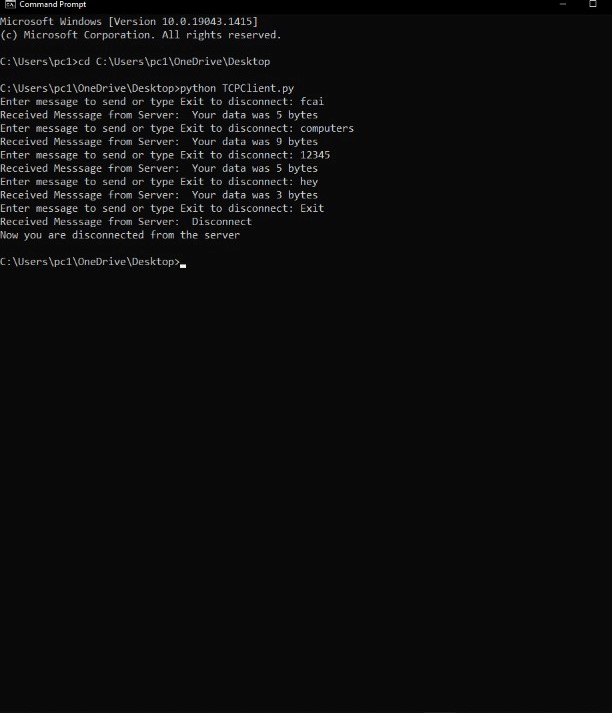 Command Prompt
Microsoft Windows [Version 10.0.19043.1415]
(c) Microsoft Corporation. All rights reserved.
C:\Users\pc1>cd C:\Users\pc1\OneDrive\Desktop
C:\Users\pc1\OneDrive\Desktop>python TCPClient.py
Enter message to send or type Exit to disconnect: fcai
Received Messsage from Server:  Your data was 5 bytes
Enter message to send or type Exit to disconnect: computers
Received Messsage from Server:  Your data was 9 bytes
Enter message to send or type Exit to disconnect: 12345
Received Messsage from Server:  Your data was 5 bytes
Enter message to send or type Exit to disconnect: hey
Received Messsage from Server:  Your data was 3 bytes
Enter message to send or type Exit to disconnect: Exit
Received Messsage from Server:  Disconnect
Now you are disconnected from the server
C:\Users\pc1\OneDrive\Desktop>